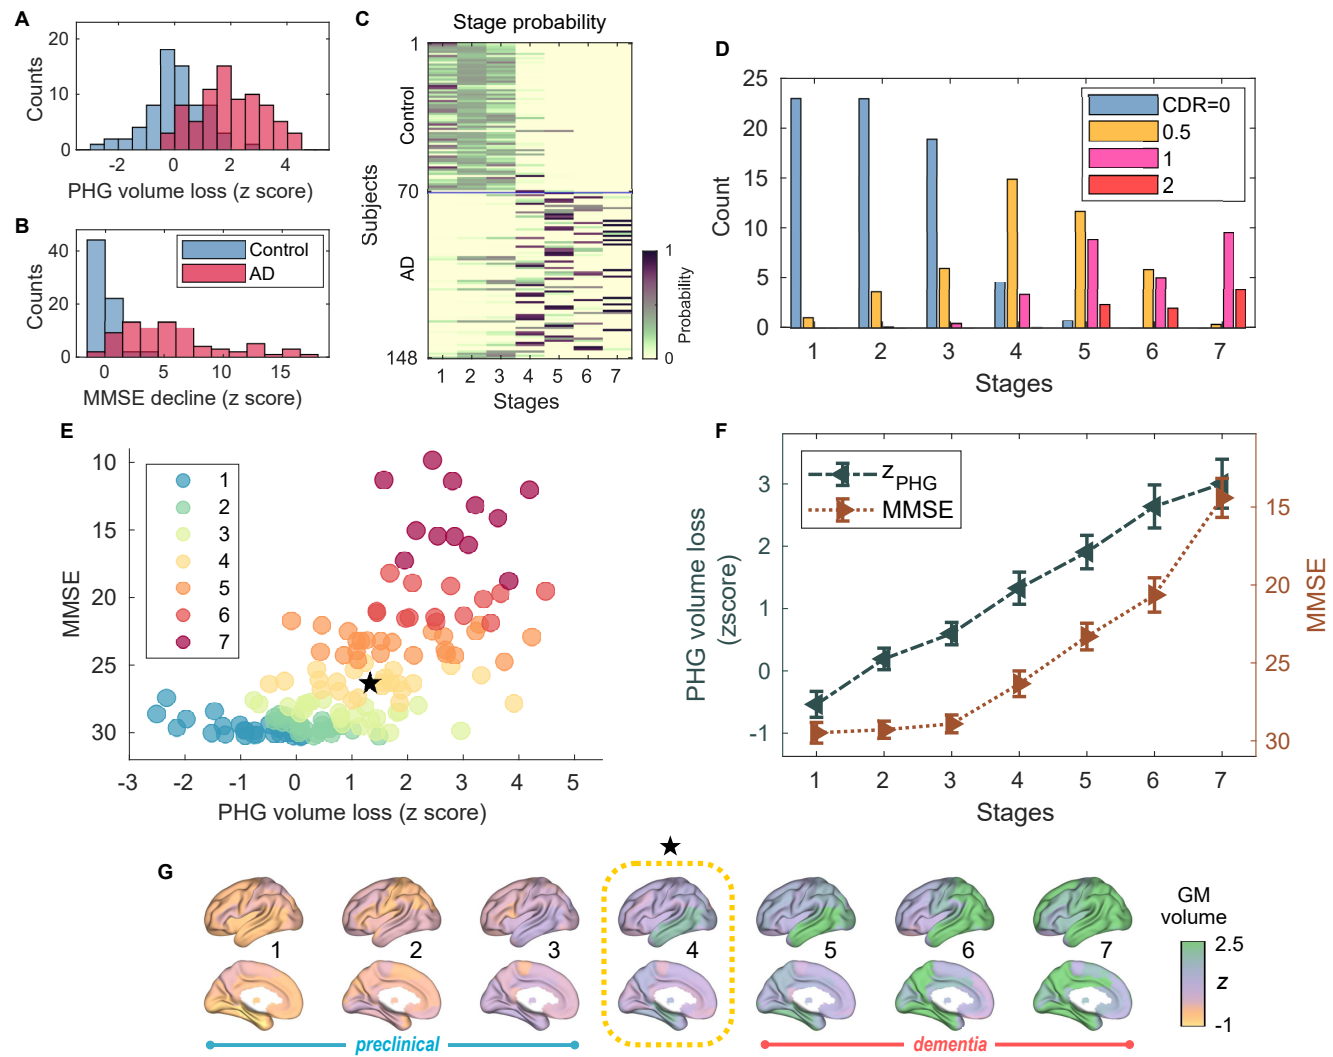 A
Counts
20
10
0
-2
0
2
4
PHG volume loss (z score)
B
Counts
40
20
0
Control
AD
0
5
10
15
MMSE decline (z score)
C
Stage probability
1
70
148
Control
AD
Subjects
1
0
Probability
1 2 3 4 5 6 7
Stages
D
25
20
15
10
5
0
Count
CDR=0
0.5
1
2
1 2 3 4 5 6 7
Stages
E
10
15
20
25
30
MMSE
1
2
3
4
5
6
7
-3 -2 -1 0 1 2 3 4 5
PHG volume loss (z score)
F
PHG volume loss
(zscore)
3
2
1
0
-1
zPHG
MMSE
15
20
25
30
MMSE
1 2 3 4 5 6 7
Stages
G
1 2 3 4 5 6 7
preclinical
dementia
GM
volume
2.5
z
-1